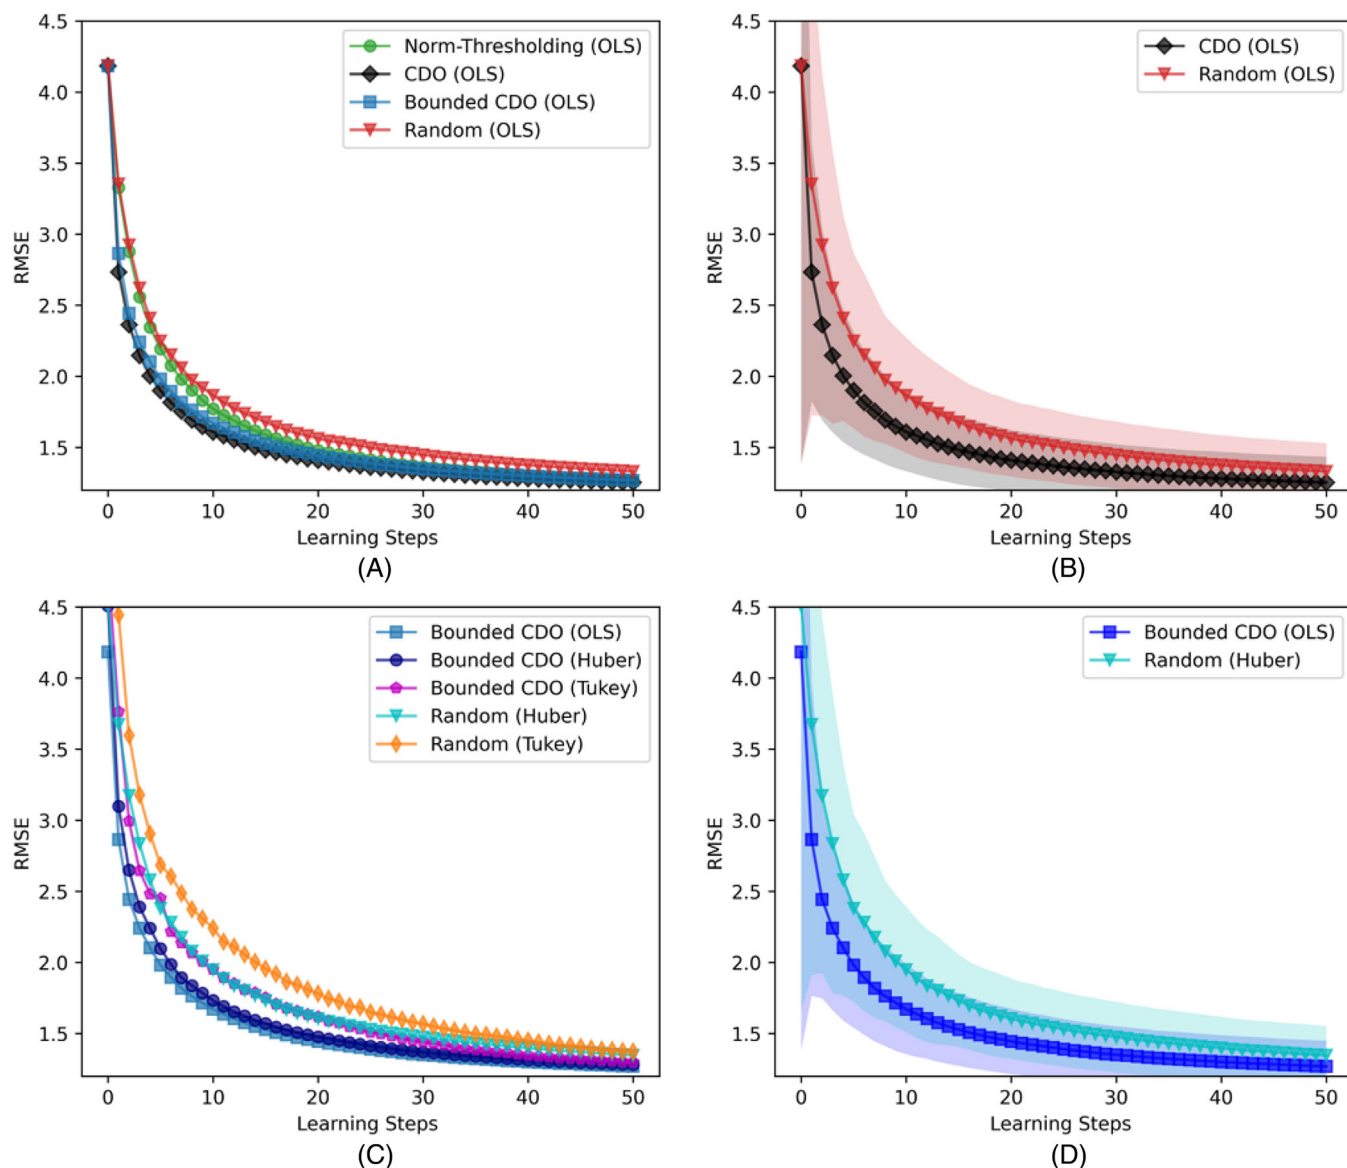 4.5
4.0
3.5
3.0
2.5
2.0
1.5
RMSE
Norm-Thresholding (OLS)
CDO (OLS)
Bounded CDO (OLS)
Random (OLS)
0 10 20 30 40 50
Learning Steps
(A)
4.5
4.0
3.5
3.0
2.5
2.0
1.5
RMSE
CDO (OLS)
Random (OLS)
0 10 20 30 40 50
Learning Steps
(B)
4.5
4.0
3.5
3.0
2.5
2.0
1.5
RMSE
Bounded CDO (OLS)
Bounded CDO (Huber)
Bounded CDO (Tukey)
Random (Huber)
Random (Tukey)
0 10 20 30 40 50
Learning Steps
(C)
4.5
4.0
3.5
3.0
2.5
2.0
1.5
RMSE
Bounded CDO (OLS)
Random (Huber)
0 10 20 30 40 50
Learning Steps
(D)